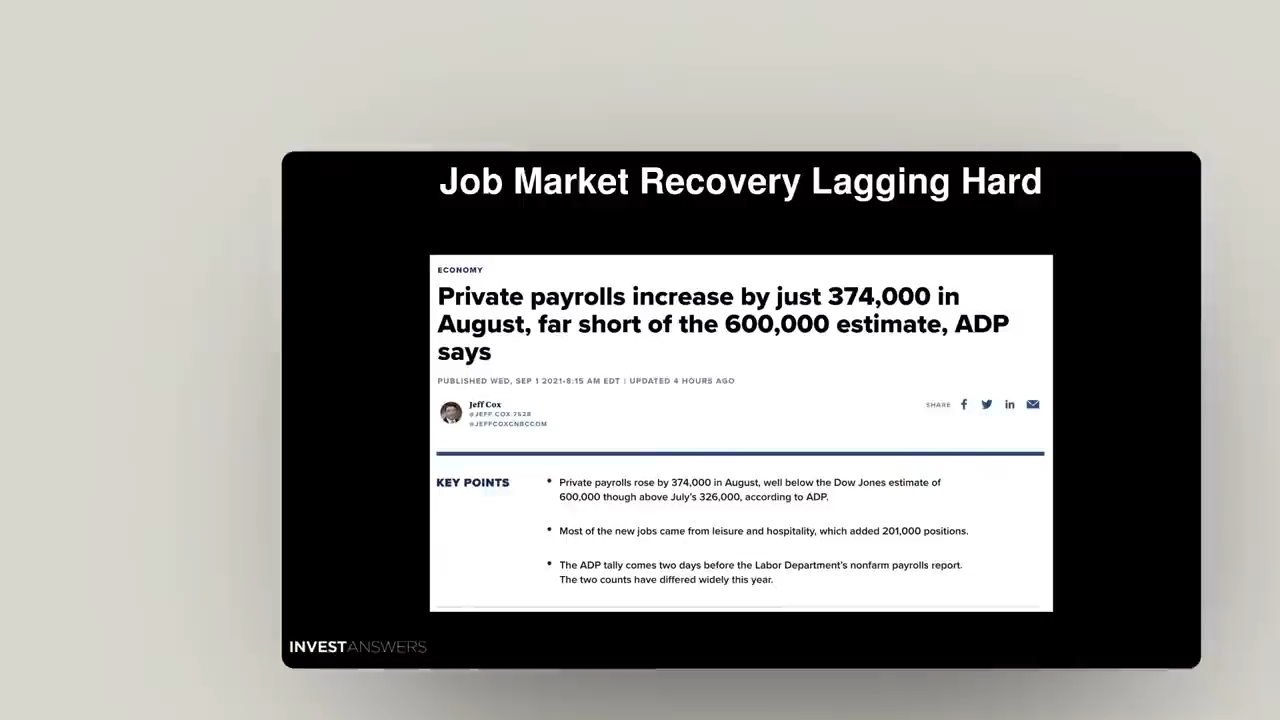 Job Market Recovery Lagging Hard
ECONOMY
Private payrolls increase by just 374,000 in
August, far short of the 600,000 estimate, ADP
says
PUBLISHED WED, SEP 1 2021•8:15 AM EDT | UPDATED 4 HOURS AGO
Jeff Cox
@JEFF.COX.7528
@JEFFCOXCNBCCOM
SHARE
KEY POINTS
• Private payrolls rose by 374,000 in August, well below the Dow Jones estimate of
600,000 though above July's 326,000, according to ADP.
• Most of the new jobs came from leisure and hospitality, which added 201,000 positions.
• The ADP tally comes two days before the Labor Department's nonfarm payrolls report.
The two counts have differed widely this year.
INVESTANSWERS